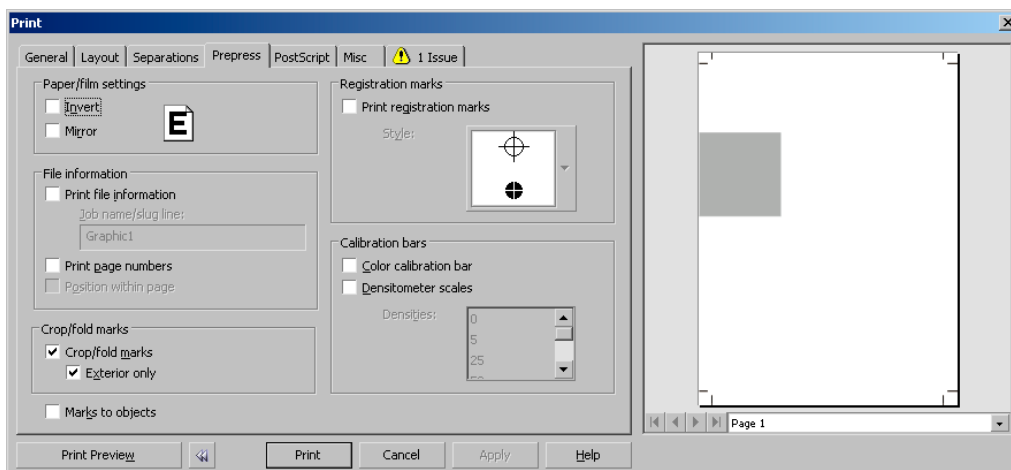 Print
General
Layout
Separations
Prepress
PostScript
Misc
1 Issue
Paper/film settings
Invert
Mirror
E
File information
Print file information
Job name/slug line:
Graphic1
Print page numbers
Position within page
Crop/fold marks
Crop/fold marks
Exterior only
Marks to objects
Registration marks
Print registration marks
Style:
Calibration bars
Color calibration bar
Densitometer scales
Densities:
0
5
25
Page 1
Print Preview
Print
Cancel
Apply
Help